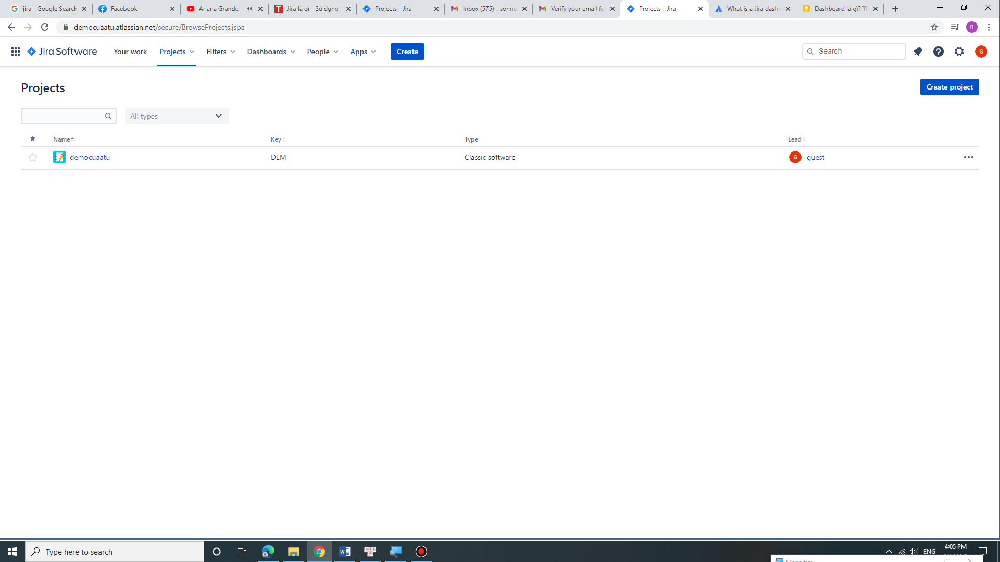 jira - Google Search
Facebook
Ariana Grande
Jira là gì - Sử dụng
Projects - Jira
Inbox (575) - sonng
Verify your email fo
Projects - Jira
What is a Jira dashb
Dashboard là gì? Th
democuaatu.atlassian.net/secure/BrowseProjects.jspa
n
Jira Software
Your work
Projects
Filters
Dashboards
People
Apps
Create
Search
G
Projects
Create project
All types
Name
Key
Type
Lead
democuaatu
DEM
Classic software
G
guest
Type here to search
ENG
4:05 PM